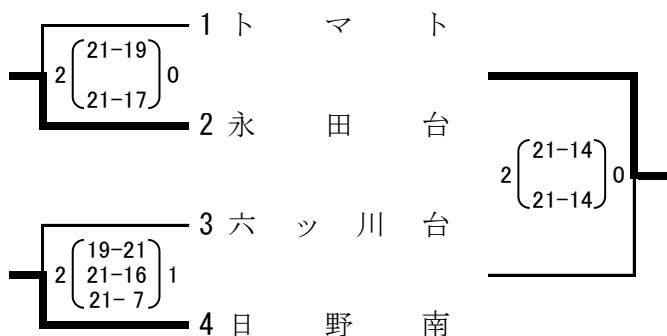 1 トマト
2 ( 21-19 21-17 ) 0
2 永田台
2 ( 21-14 21-14 ) 0
3 六ッ川台
2 ( 19-21 21-16 21- 7 ) 1
4 日野南